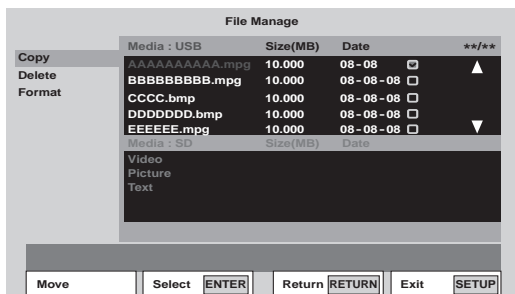 File Manage
Copy
Delete
Format
Media : USB Size(MB) Date **/**
AAAAAAAAAA.mpg 10.000 08-08
BBBBBBBBB.mpg 10.000 08-08-08
CCCC.bmp 10.000 08-08-08
DDDDDDD.bmp 10.000 08-08-08
EEEEEE.mpg 10.000 08-08-08
Media : SD Size(MB) Date
Video
Picture
Text
Move Select ENTER Return RETURN Exit SETUP